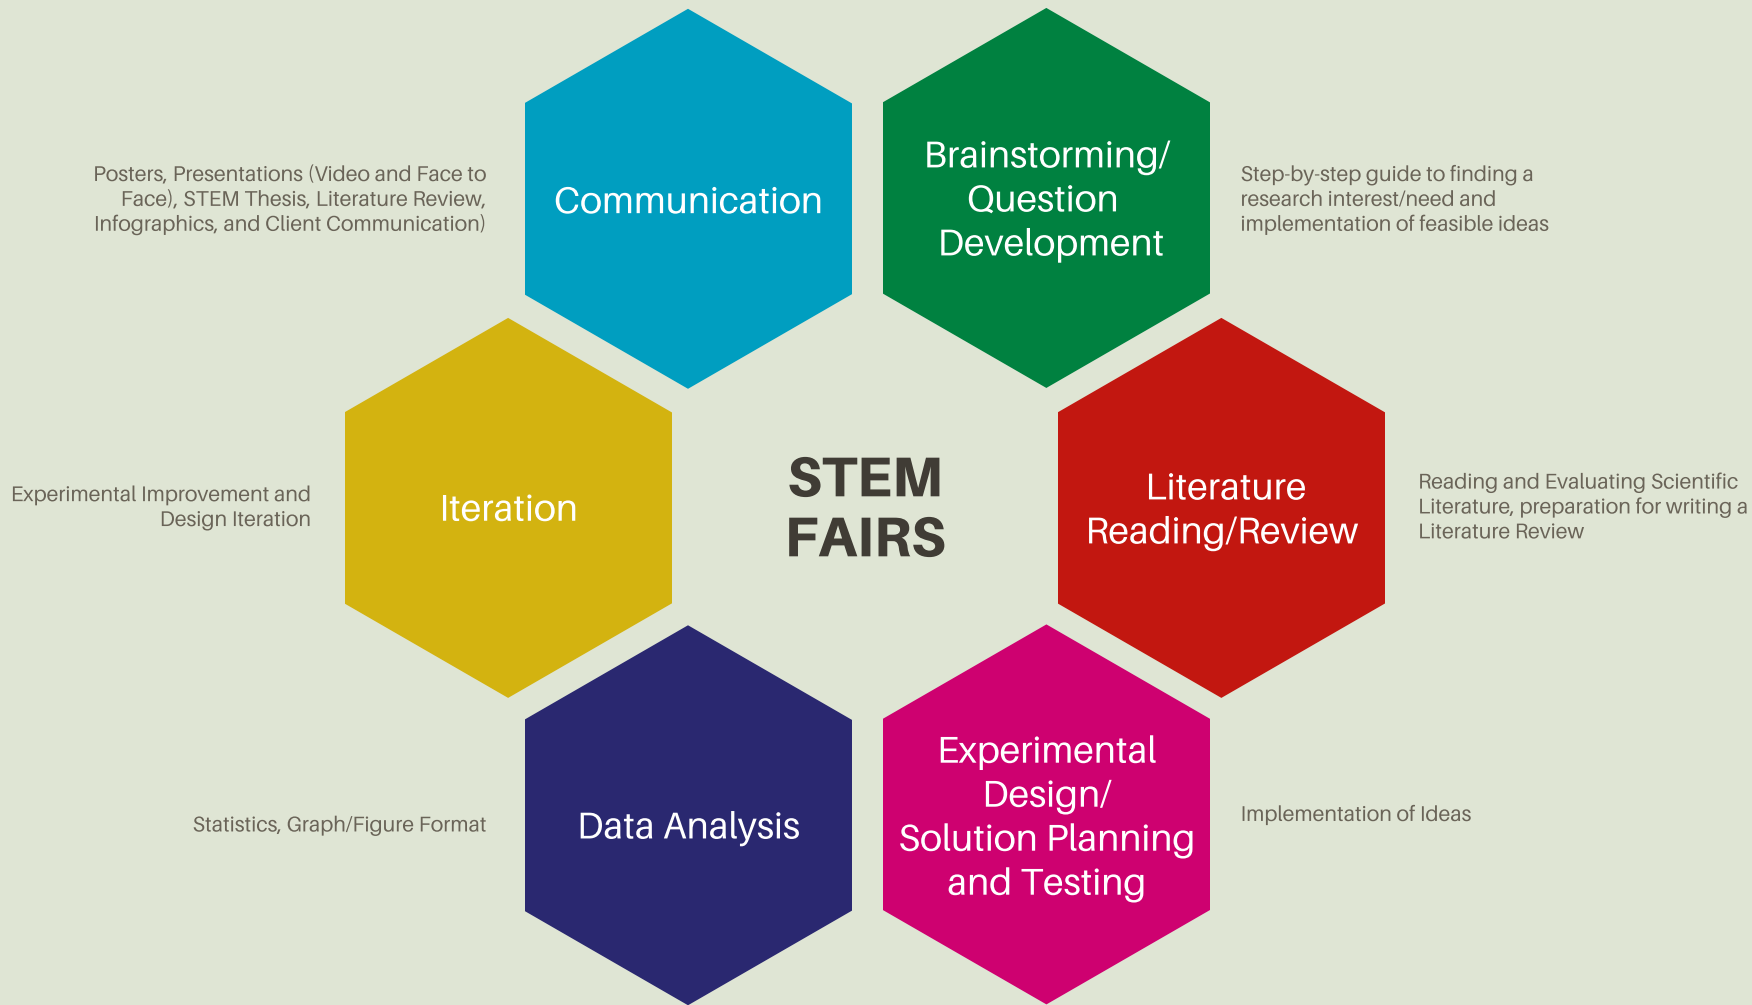 Communication
Posters, Presentations (Video and Face to
Face), STEM Thesis, Literature Review,
Infographics, and Client Communication)
Brainstorming/
Question
Development
Step-by-step guide to finding a
research interest/need and
implementation of feasible ideas
Iteration
Experimental Improvement and
Design Iteration
STEM
FAIRS
Literature
Reading/Review
Reading and Evaluating Scientific
Literature, preparation for writing a
Literature Review
Data Analysis
Statistics, Graph/Figure Format
Experimental
Design/
Solution Planning
and Testing
Implementation of Ideas